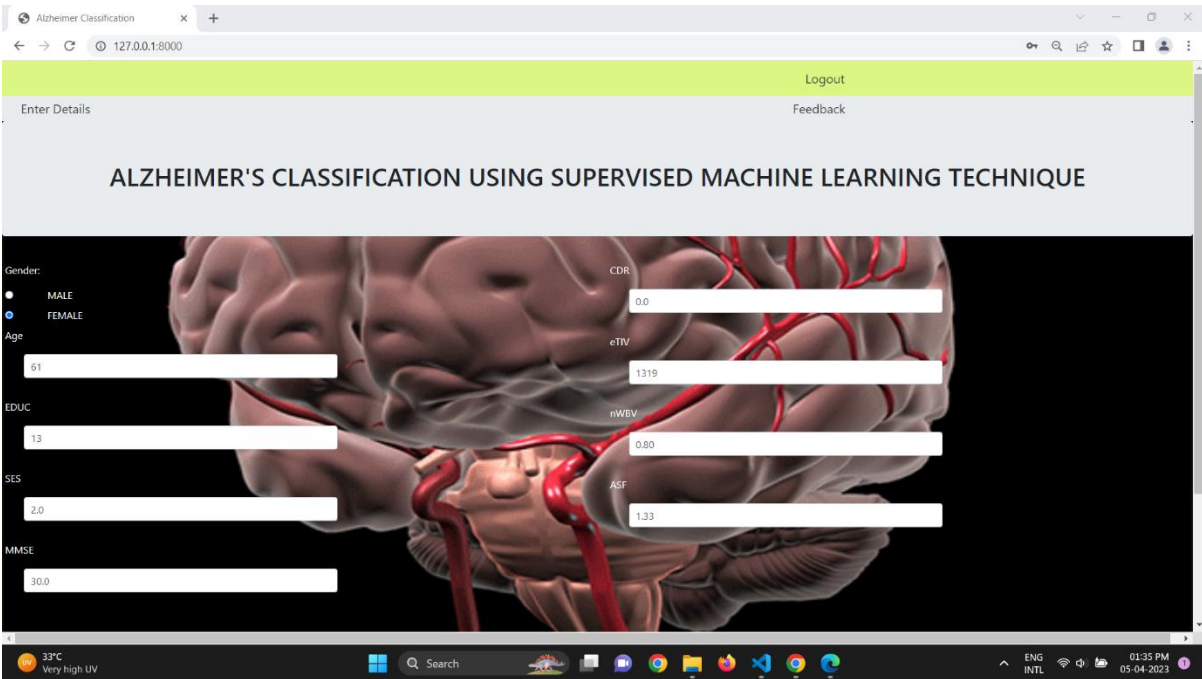 Alzheimer Classification
127.0.0.1:8000
Logout
Enter Details
Feedback
ALZHEIMER'S CLASSIFICATION USING SUPERVISED MACHINE LEARNING TECHNIQUE
Gender:
MALE
FEMALE
Age
61
EDUC
13
SES
2.0
MMSE
30.0
CDR
0.0
eTIV
1319
nWBV
0.80
ASF
1.33
UV
33°C
Very high UV
Search
ENG
INTL
01:35 PM
05-04-2023
1